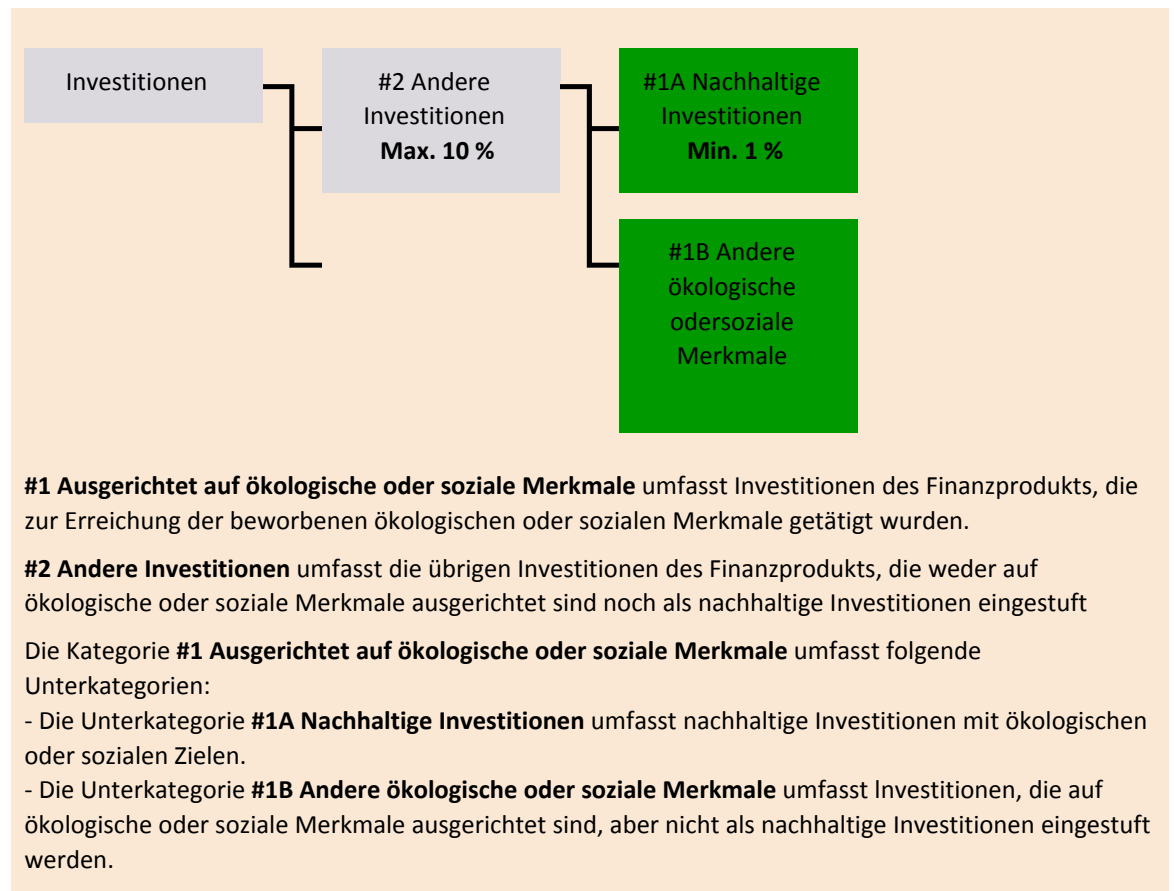 Investitionen
#2 Andere
Investitionen
Max. 10 %
#1A Nachhaltige
Investitionen
Min. 1 %
#1B Andere
ökologische
odersoziale
Merkmale
#1 Ausgerichtet auf ökologische oder soziale Merkmale umfasst Investitionen des Finanzprodukts, die
zur Erreichung der beworbenen ökologischen oder sozialen Merkmale getätigt wurden.
#2 Andere Investitionen umfasst die übrigen Investitionen des Finanzprodukts, die weder auf
ökologische oder soziale Merkmale ausgerichtet sind noch als nachhaltige Investitionen eingestuft
Die Kategorie #1 Ausgerichtet auf ökologische oder soziale Merkmale umfasst folgende
Unterkategorien:
- Die Unterkategorie #1A Nachhaltige Investitionen umfasst nachhaltige Investitionen mit ökologischen
oder sozialen Zielen.
- Die Unterkategorie #1B Andere ökologische oder soziale Merkmale umfasst lnvestitionen, die auf
ökologische oder soziale Merkmale ausgerichtet sind, aber nicht als nachhaltige Investitionen eingestuft
werden.